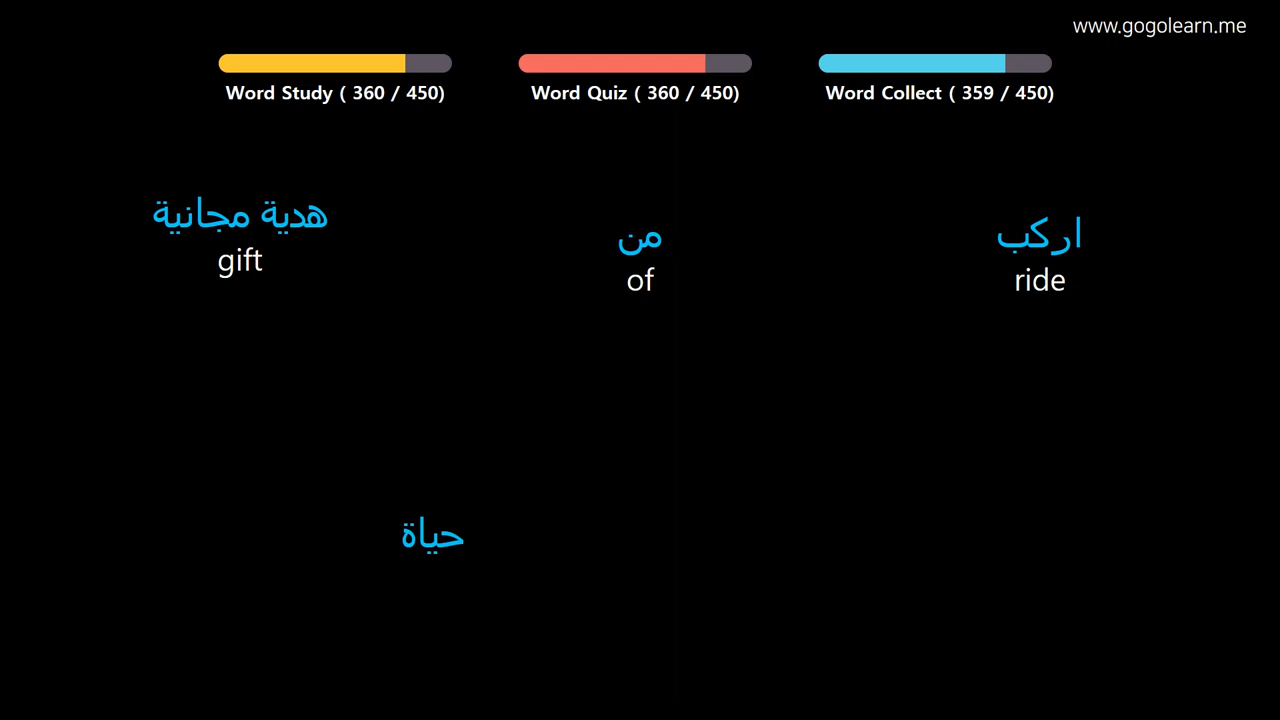 www.gogolearn.me
Word Study ( 360 / 450)
Word Quiz ( 360 / 450)
Word Collect ( 359 / 450)
هدية مجانية
gift
من
of
اركب
ride
حياة